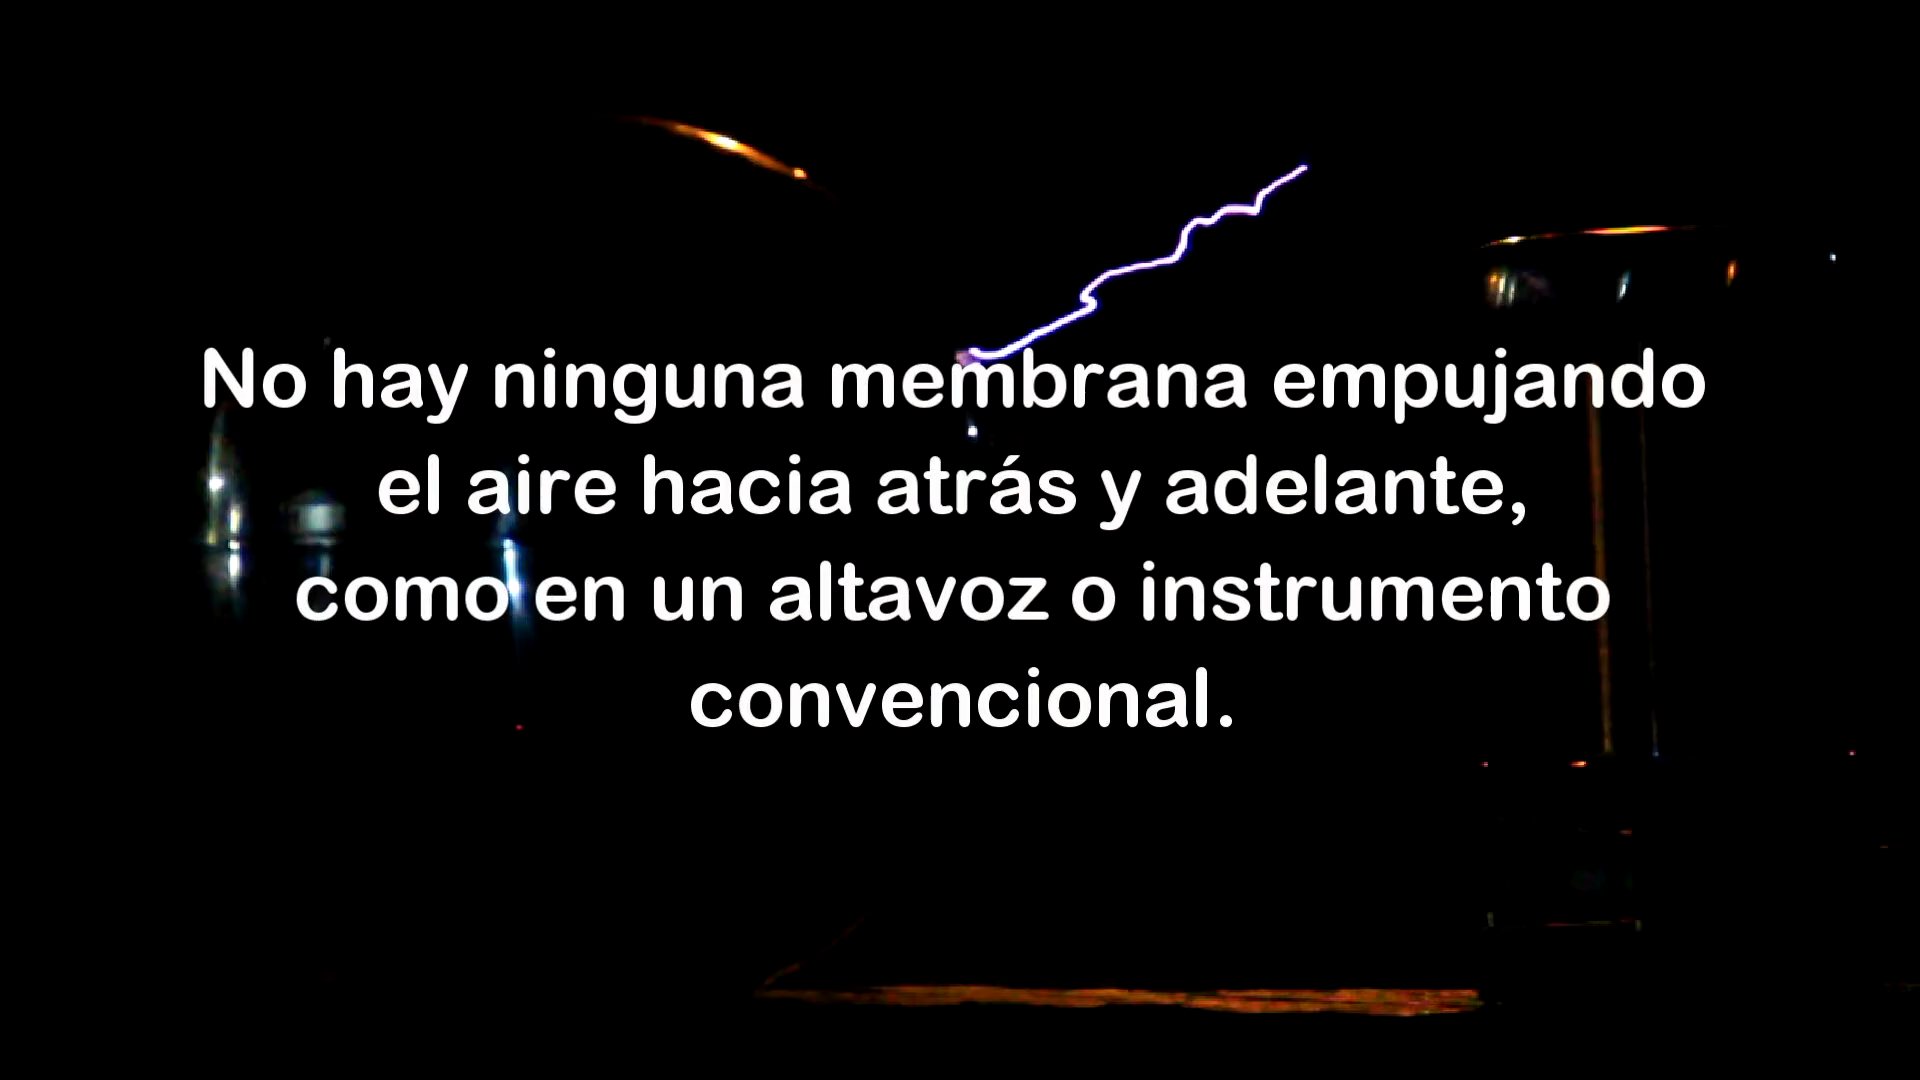 No hay ninguna membrana empujando
el aire hacia atrás y adelante,
como en un altavoz o instrumento
convencional.